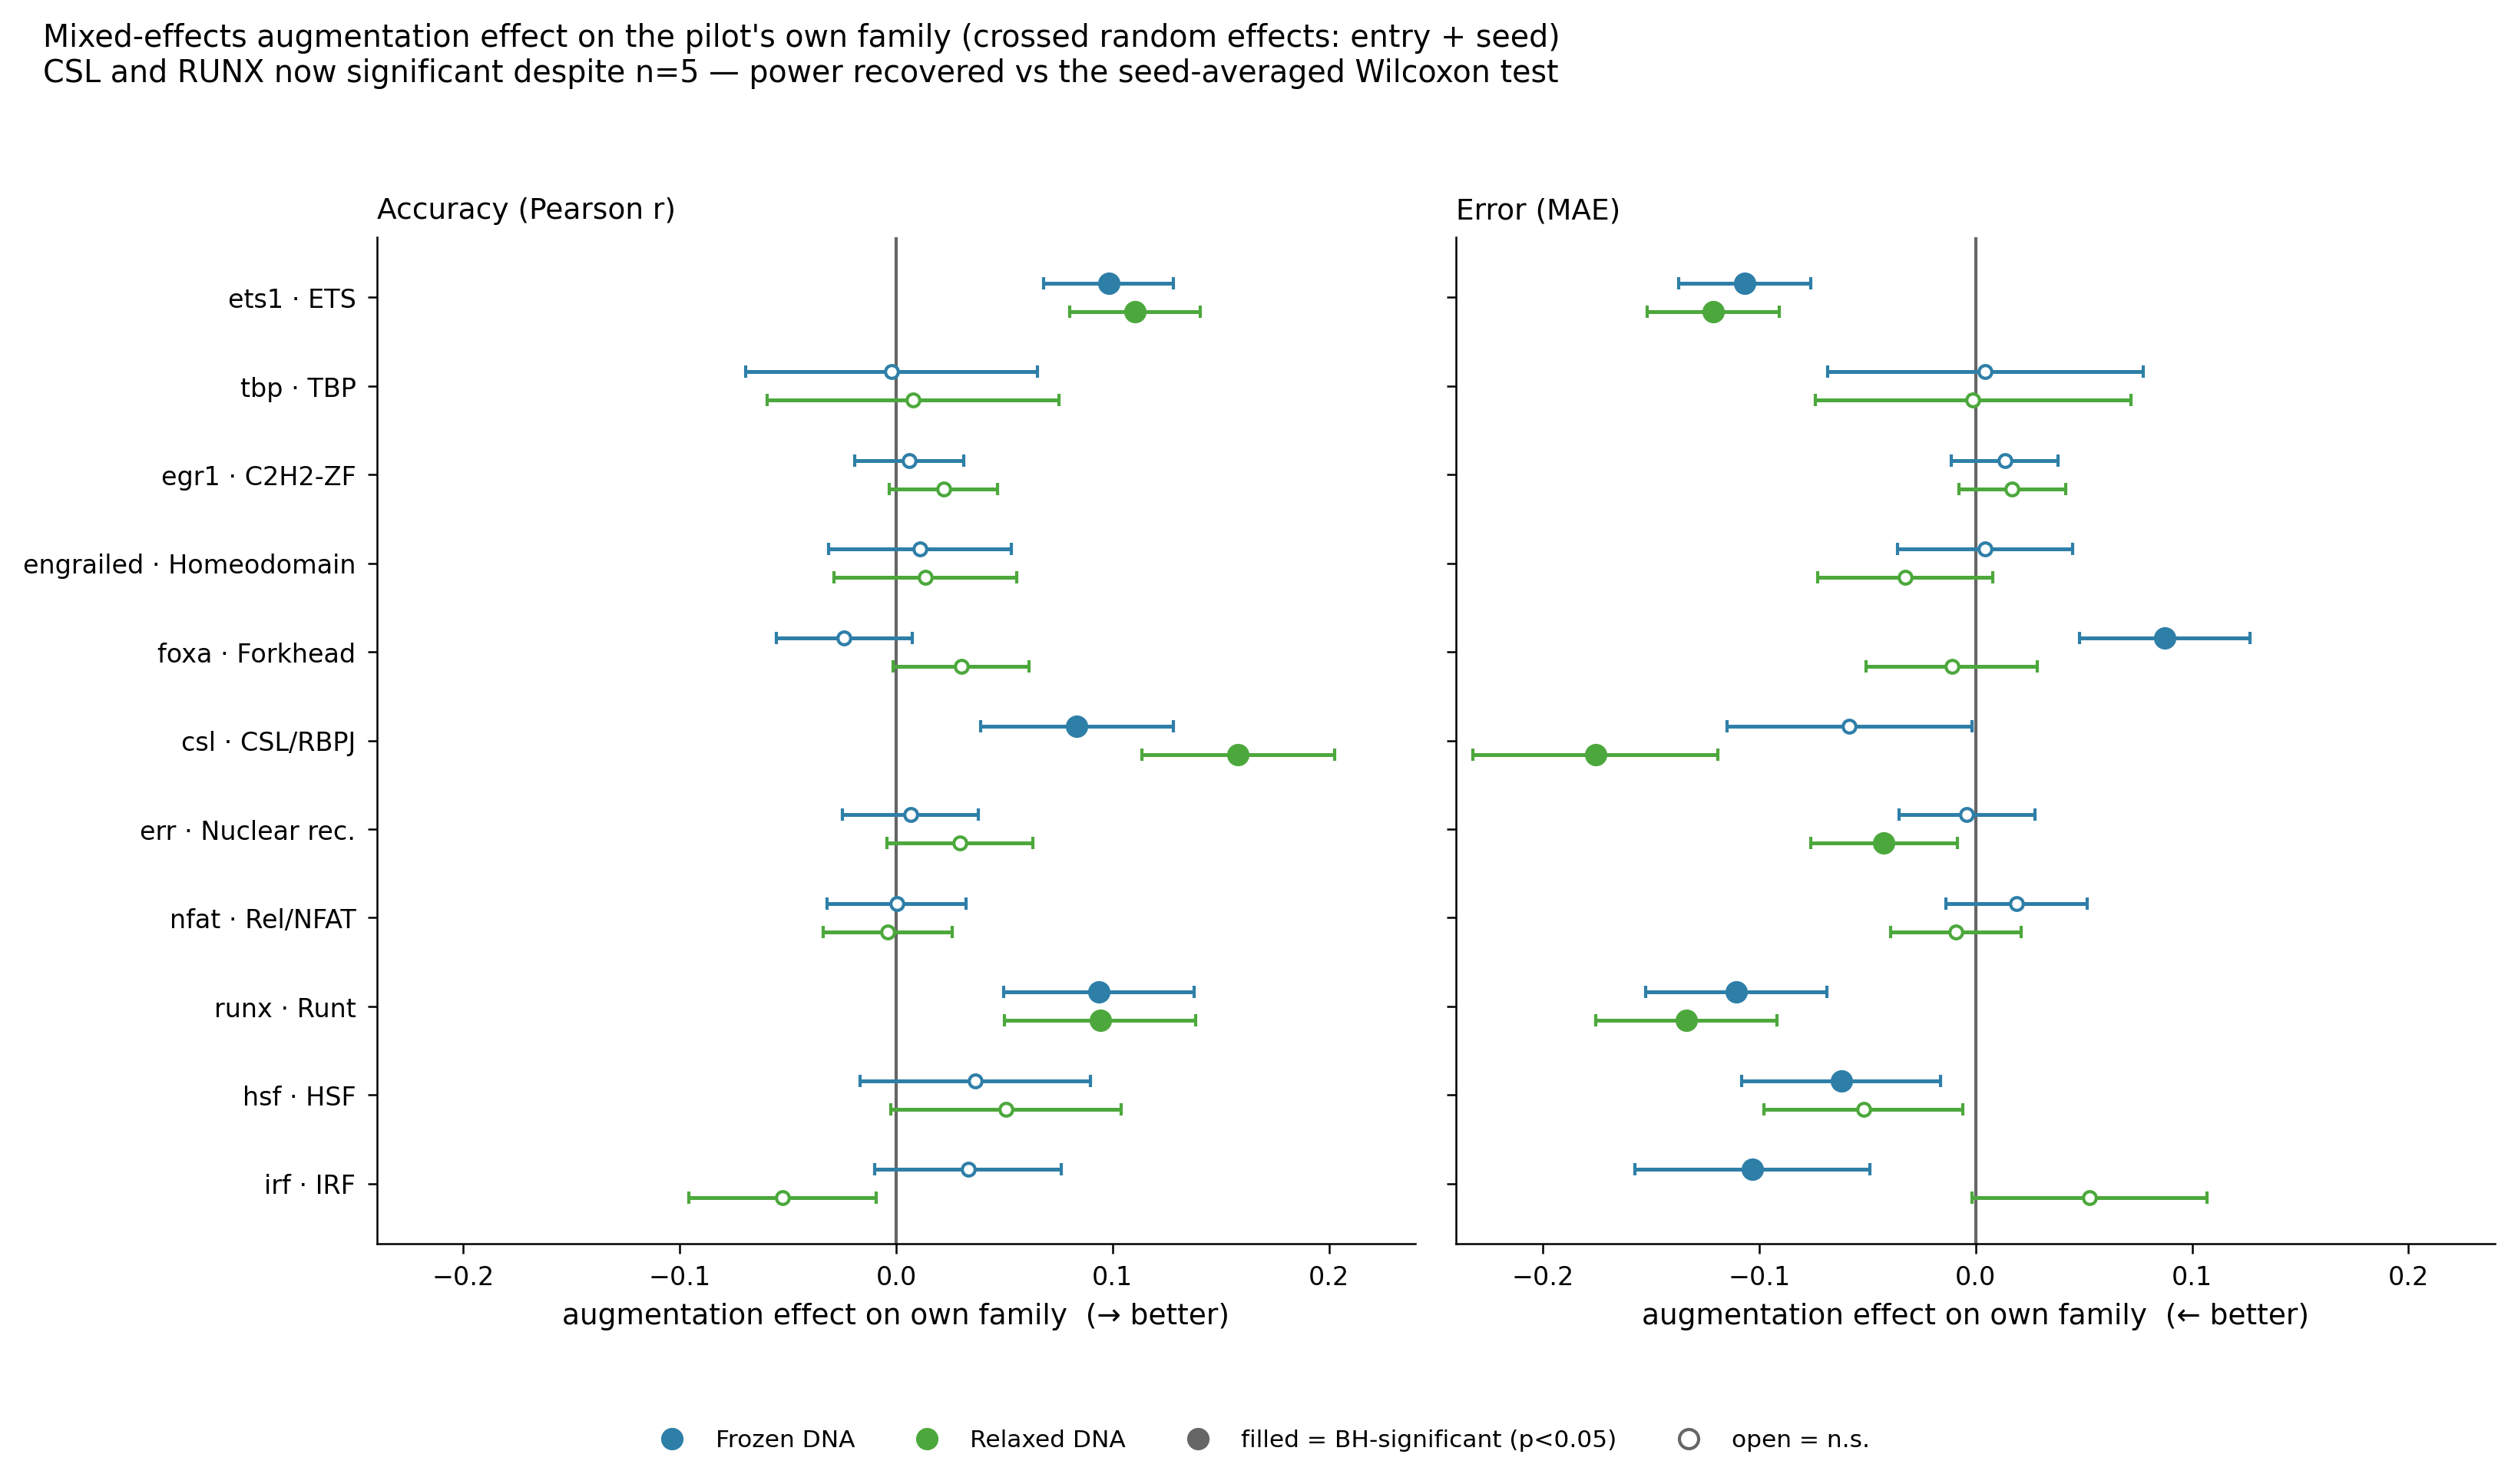 Mixed-effects augmentation effect on the pilot's own family (crossed random effects: entry + seed)
CSL and RUNX now significant despite n=5 — power recovered vs the seed-averaged Wilcoxon test
Accuracy (Pearson r)
Error (MAE)
ets1 · ETS
tbp · TBP
egr1 · C2H2-ZF
engrailed · Homeodomain
foxa · Forkhead
csl · CSL/RBPJ
err · Nuclear rec.
nfat · Rel/NFAT
runx · Runt
hsf · HSF
irf · IRF
−0.2 −0.1 0.0 0.1 0.2
−0.2 −0.1 0.0 0.1 0.2
augmentation effect on own family (→ better)
augmentation effect on own family (← better)
Frozen DNA
Relaxed DNA
filled = BH-significant (p<0.05)
open = n.s.